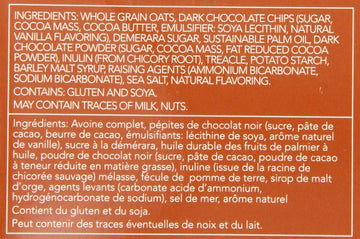 INGREDIENTS: WHOLE GRAIN OATS, DARK CHOCOLATE CHIPS (SUGAR,
COCOA MASS, COCOA BUTTER, EMULSIFIER: SOYA LECITHIN, NATURAL
VANILLA FLAVORING), DEMERARA SUGAR, SUSTAINABLE PALM OIL, DARK
CHOCOLATE POWDER (SUGAR, COCOA MASS, FAT REDUCED COCOA
POWDER), INULIN (FROM CHICORY ROOT), TREACLE, POTATO STARCH,
BARLEY MALT SYRUP, RAISING AGENTS (AMMONIUM BICARBONATE,
SODIUM BICARBONATE), SEA SALT, NATURAL FLAVORING.
CONTAINS: GLUTEN AND SOYA.
MAY CONTAIN TRACES OF MILK, NUTS.
Ingrédients: Avoine complet, pépites de chocolat noir (sucre, pâte de
cacao, beurre de cacao, émulsifiants: lécithine de soya, arôme naturel
de vanille), sucre à la démérara, huile durable des fruits de palmier à
huile, poudre de chocolat noir (sucre, pâte de cacao, poudre de cacao
à teneur réduite en matière grasse), inuline (issue de la racine de
chicorée sauvage) mélasse, fécule de pomme de terre, sirop de malt
d'orge, agents levants (carbonate acide d'ammonium,
hydrogénocarbonate de sodium), sel de mer, arôme naturel
Contient du gluten et du soja.
Peut contenir des traces éventuelles de noix et du lait.